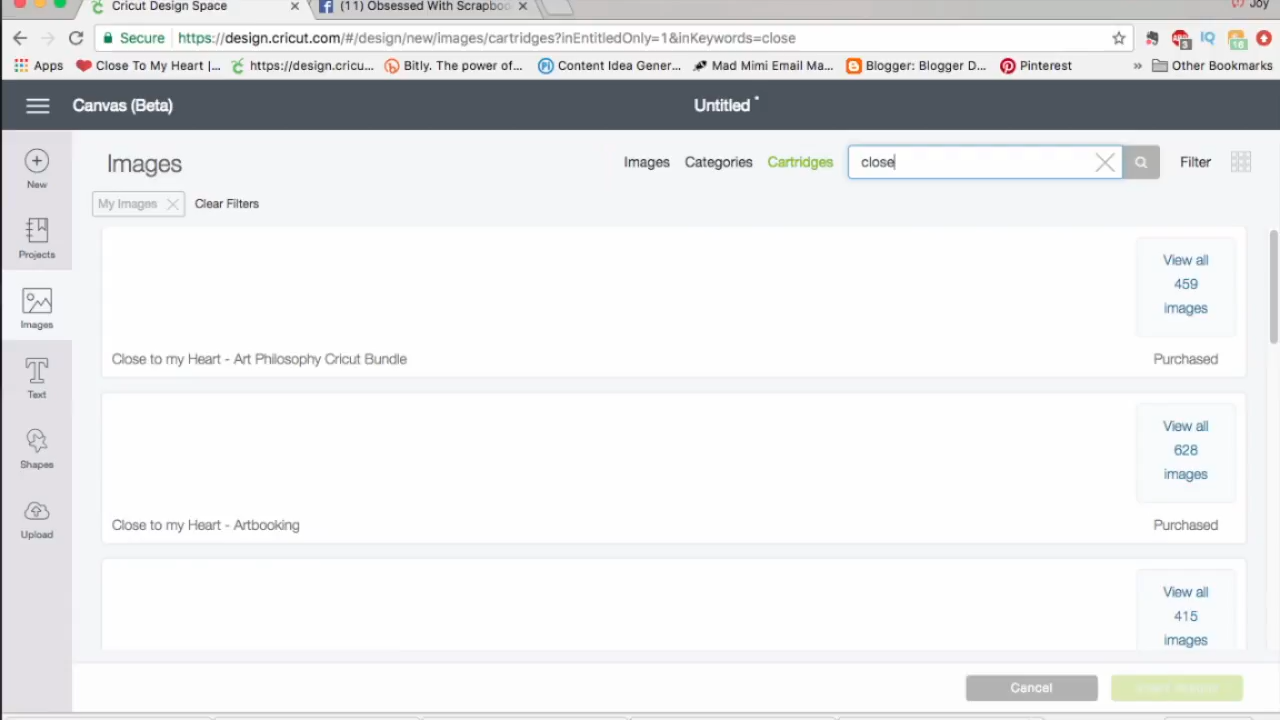 Cricut Design Space
(11) Obsessed With Scrapboo
Joy
Secure https://design.cricut.com/#/design/new/images/cartridges?inEntitledOnly=1&inKeywords=close
Apps Close To My Heart |... https://design.cricu... Bitly. The power of... Content Idea Gener... Mad Mimi Email Ma... Blogger: Blogger D... Pinterest » Other Bookmarks
Canvas (Beta) Untitled *
New
Projects
Images
Text
Shapes
Upload
Images Images Categories Cartridges close Filter
My Images Clear Filters
View all
459
images
Close to my Heart - Art Philosophy Cricut Bundle Purchased
View all
628
images
Close to my Heart - Artbooking Purchased
View all
415
images
Cancel